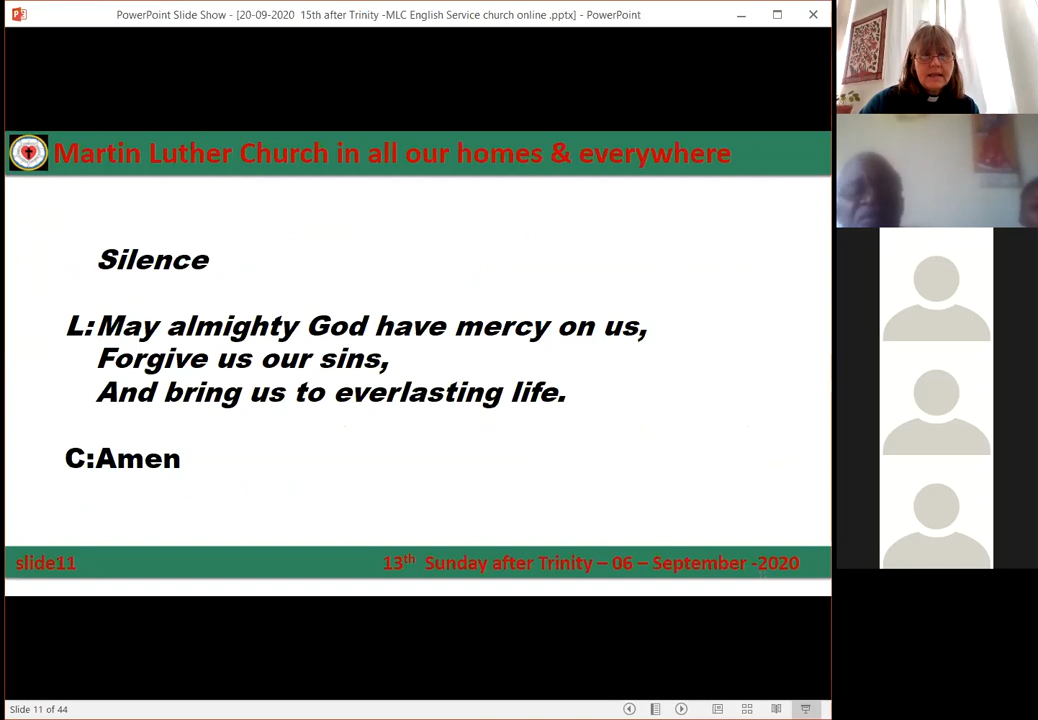 PowerPoint Slide Show - [20-09-2020 15th after Trinity -MLC English Service church online .pptx] - PowerPoint
Martin Luther Church in all our homes & everywhere
Silence
L: May almighty God have mercy on us,
Forgive us our sins,
And bring us to everlasting life.
C:Amen
slide11
13th Sunday after Trinity – 06 – September -2020
Slide 11 of 44